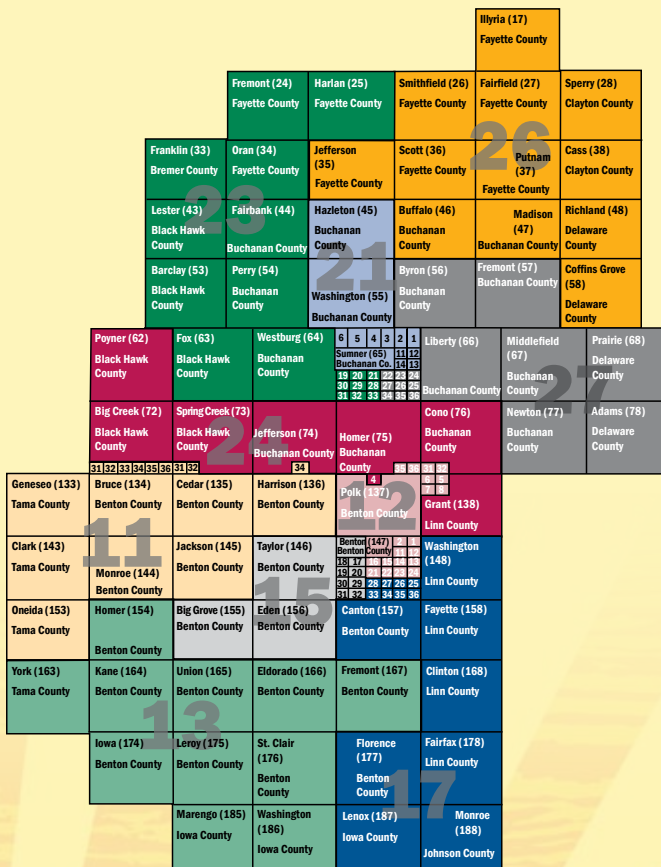 Illyria (17)
Fayette County
Fremont (24)
Fayette County
Harlan (25)
Fayette County
Smithfield (26)
Fayette County
Fairfield (27)
Fayette County
Sperry (28)
Clayton County
26
Franklin (33)
Bremer County
Oran (34)
Fayette County
Jefferson
(35)
Fayette County
Scott (36)
Fayette County
Putnam
(37)
Fayette County
Cass (38)
Clayton County
23
Lester (43)
Black Hawk
County
Fairbank (44)
Buchanan County
Hazleton (45)
Buchanan
County
Buffalo (46)
Buchanan
County
Madison
(47)
Buchanan County
Richland (48)
Delaware
County
21
Barclay (53)
Black Hawk
County
Perry (54)
Buchanan
County
Washington (55)
Buchanan County
Byron (56)
Buchanan
County
Fremont (57)
Buchanan County
Coffins Grove
(58)
Delaware
County
Poyner (62)
Black Hawk
County
Fox (63)
Black Hawk
County
Westburg (64)
Buchanan
County
6 5 4 3 2 1
Sumner (65) 11 12
Buchanan Co. 14 13
19 20 21 22 23 24
30 29 28 27 26 25
31 32 33 34 35 36
Liberty (66)
Buchanan County
Middlefield
(67)
Buchanan
County
Prairie (68)
Delaware
County
27
Big Creek (72)
Black Hawk
County
31 32 33 34 35 36
Spring Creek (73)
Black Hawk
County
31 32
Jefferson (74)
Buchanan County
34
Homer (75)
Buchanan
County
35 36
Cono (76)
Buchanan
County
31 32
Newton (77)
Buchanan
County
Adams (78)
Delaware
County
24
Geneseo (133)
Tama County
Bruce (134)
Benton County
Cedar (135)
Benton County
Harrison (136)
Benton County
4
Polk (137)
Benton County
6 5
7 8
Grant (138)
Linn County
12
11
Clark (143)
Tama County
Monroe (144)
Benton County
Jackson (145)
Benton County
Taylor (146)
Benton County
Benton (147) 2 1
Benton County 11 12
18 17 16 15 14 13
19 20 21 22 23 24
30 29 28 27 26 25
31 32 33 34 35 36
Washington
(148)
Linn County
15
Oneida (153)
Tama County
Homer (154)
Benton County
Big Grove (155)
Benton County
Eden (156)
Benton County
Canton (157)
Benton County
Fayette (158)
Linn County
York (163)
Tama County
Kane (164)
Benton County
Union (165)
Benton County
Eldorado (166)
Benton County
Fremont (167)
Benton County
Clinton (168)
Linn County
13
Iowa (174)
Benton County
Leroy (175)
Benton County
St. Clair
(176)
Benton
County
Florence
(177)
Benton
County
Fairfax (178)
Linn County
17
Marengo (185)
Iowa County
Washington
(186)
Iowa County
Lenox (187)
Iowa County
Monroe
(188)
Johnson County